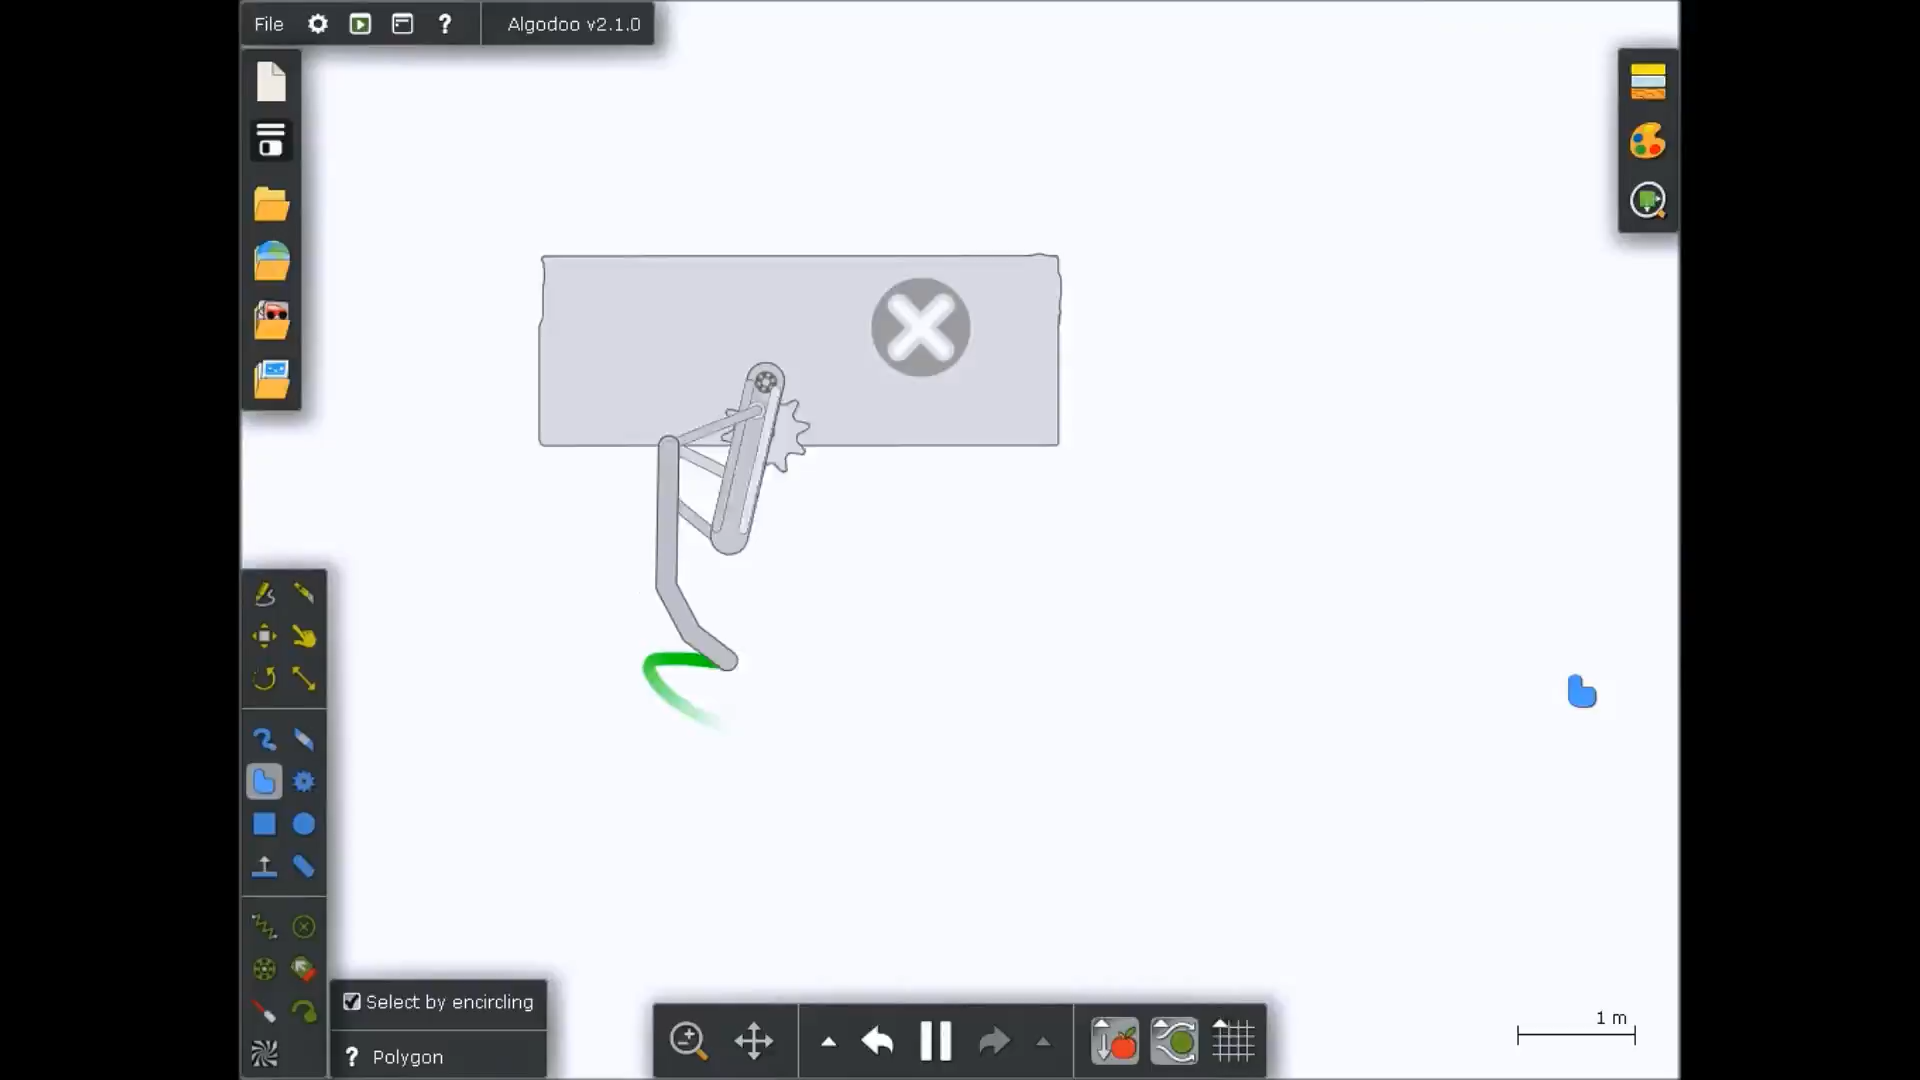 File
?
Algodoo v2.1.0
Select by encircling
? Polygon
1 m